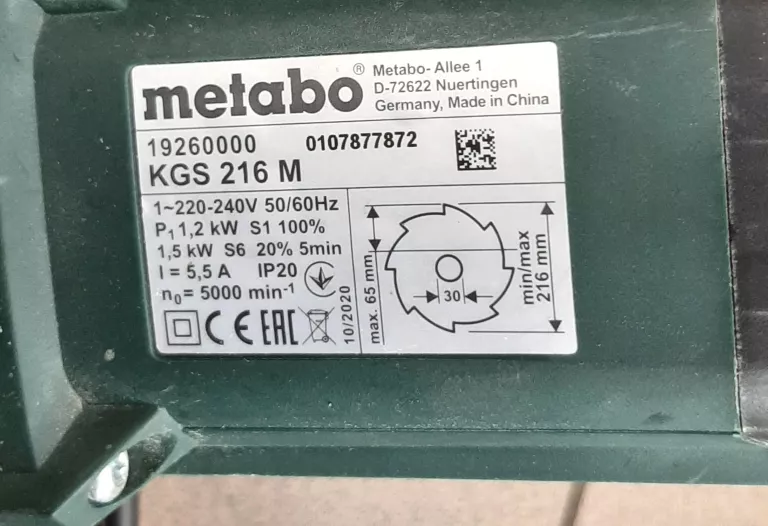 metabo®
Metabo- Allee 1
D-72622 Nuertingen
Germany, Made in China
19260000 0107877872
KGS 216 M
1~220-240V 50/60Hz
P₁ 1,2 kW S1 100%
1,5 kW S6 20% 5min
I = 5,5 A IP20
n₀= 5000 min⁻¹
CE EAC
10/2020
max. 65 mm
30
min/max
216 mm